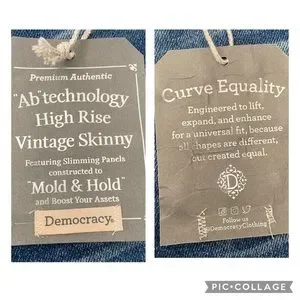 Premium Authentic
"Ab"technology
High Rise
Vintage Skinny
Featuring Slimming Panels
constructed to
"Mold & Hold"
and Boost Your Assets
Democracy®
Curve Equality
Engineered to lift,
expand, and enhance
for a universal fit, because
all shapes are different,
but created equal.
D
Follow us
@DemocracyClothing
PIC•COLLAGE